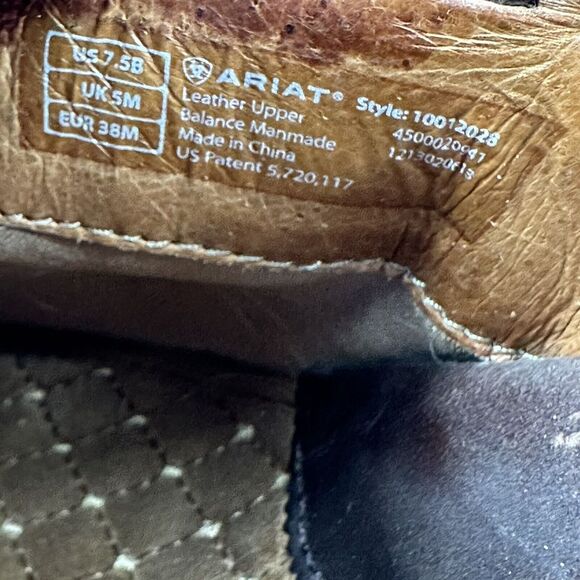 US 7.5B
UK 5M
EUR 38M
ARIAT®
Leather Upper
Balance Manmade
Made in China
US Patent 5,720,117
Style: 10012028
4500020947